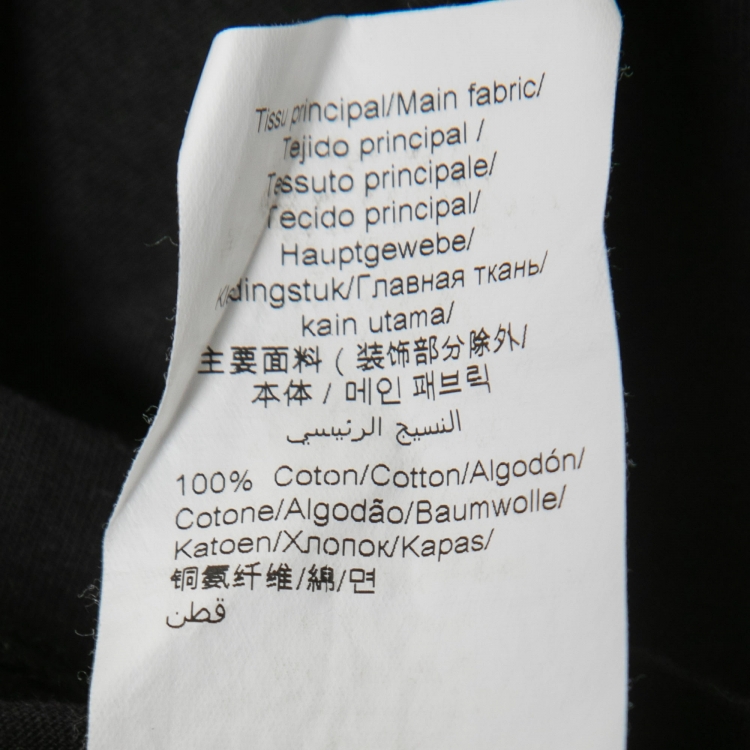 Tissu principal/Main fabric/
Tejido principal /
Tessuto principale/
Tecido principal/
Hauptgewebe/
Kledingstuk/Главная ткань/
kain utama/
主要面料 ( 装饰部分除外/
本体 / 메인 패브릭
النسيج الرئيسي
100% Coton/Cotton/Algodón/
Cotone/Algodão/Baumwolle/
Katoen/Хлопок/Kapas/
铜氨纤维/綿/면
قطن